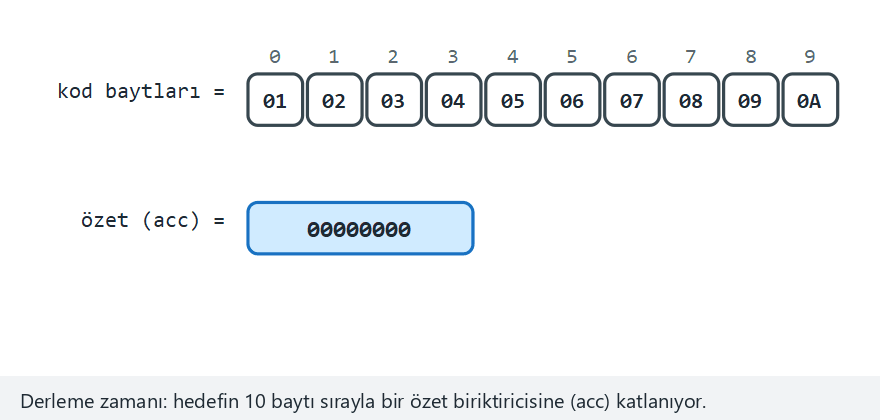 0 1 2 3 4 5 6 7 8 9
kod baytları = 01 02 03 04 05 06 07 08 09 0A
özet (acc) = 00000000
Derleme zamanı: hedefin 10 baytı sırayla bir özet biriktiricisine (acc) katlanıyor.